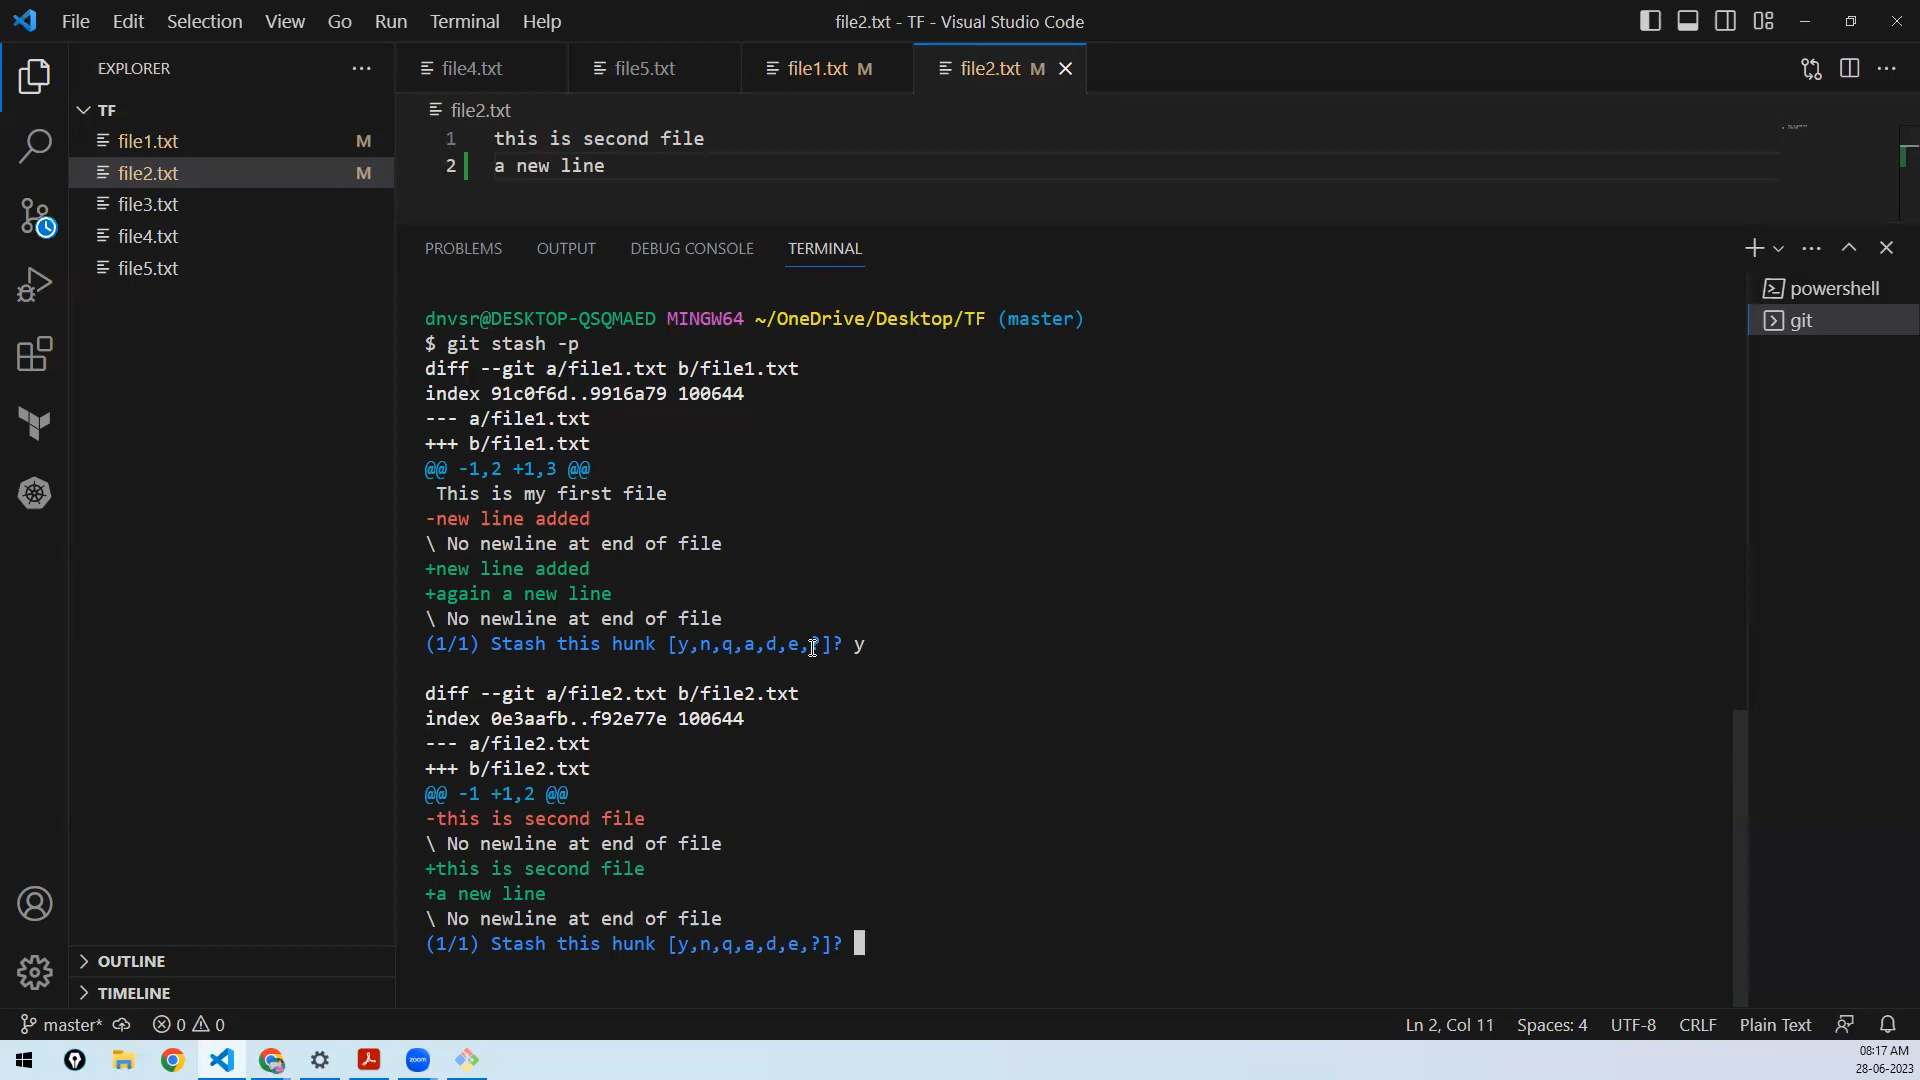 File Edit Selection View Go Run Terminal Help
file2.txt - TF - Visual Studio Code
EXPLORER
file4.txt
file5.txt
file1.txt M
file2.txt M
TF
file1.txt M
file2.txt M
file3.txt
file4.txt
file5.txt
file2.txt
1 this is second file
2 a new line
PROBLEMS OUTPUT DEBUG CONSOLE TERMINAL
powershell
git
dnvsr@DESKTOP-QSQMAED MINGW64 ~/OneDrive/Desktop/TF (master)
$ git stash -p
diff --git a/file1.txt b/file1.txt
index 91c0f6d..9916a79 100644
--- a/file1.txt
+++ b/file1.txt
@@ -1,2 +1,3 @@
 This is my first file
-new line added
\ No newline at end of file
+new line added
+again a new line
\ No newline at end of file
(1/1) Stash this hunk [y,n,q,a,d,e,?]? y
diff --git a/file2.txt b/file2.txt
index 0e3aafb..f92e77e 100644
--- a/file2.txt
+++ b/file2.txt
@@ -1 +1,2 @@
-this is second file
\ No newline at end of file
+this is second file
+a new line
\ No newline at end of file
(1/1) Stash this hunk [y,n,q,a,d,e,?]?
OUTLINE
TIMELINE
master* 0 0
Ln 2, Col 11 Spaces: 4 UTF-8 CRLF Plain Text
zoom
08:17 AM
28-06-2023